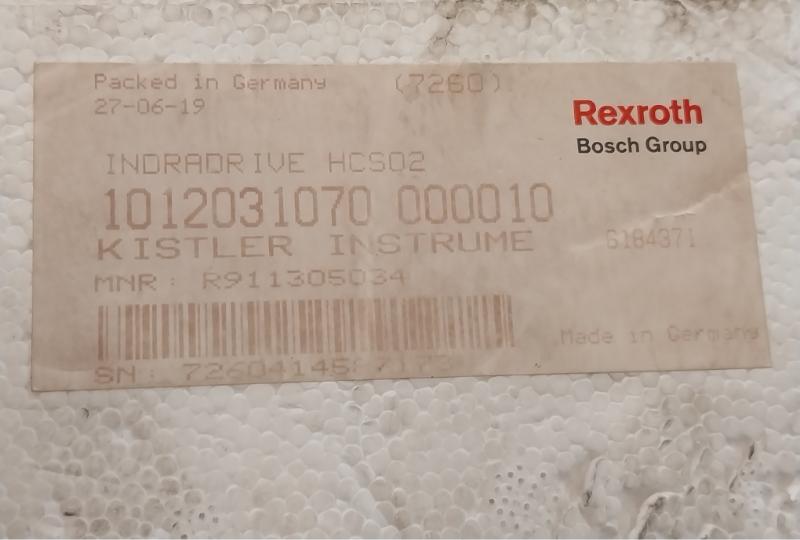 Packed in Germany (7260)
27-06-19
Rexroth
Bosch Group
INDRADRIVE HCS02
1012031070 000010
KISTLER INSTRUME
6184371
MNR: R911305034
Made in Germany
SN: